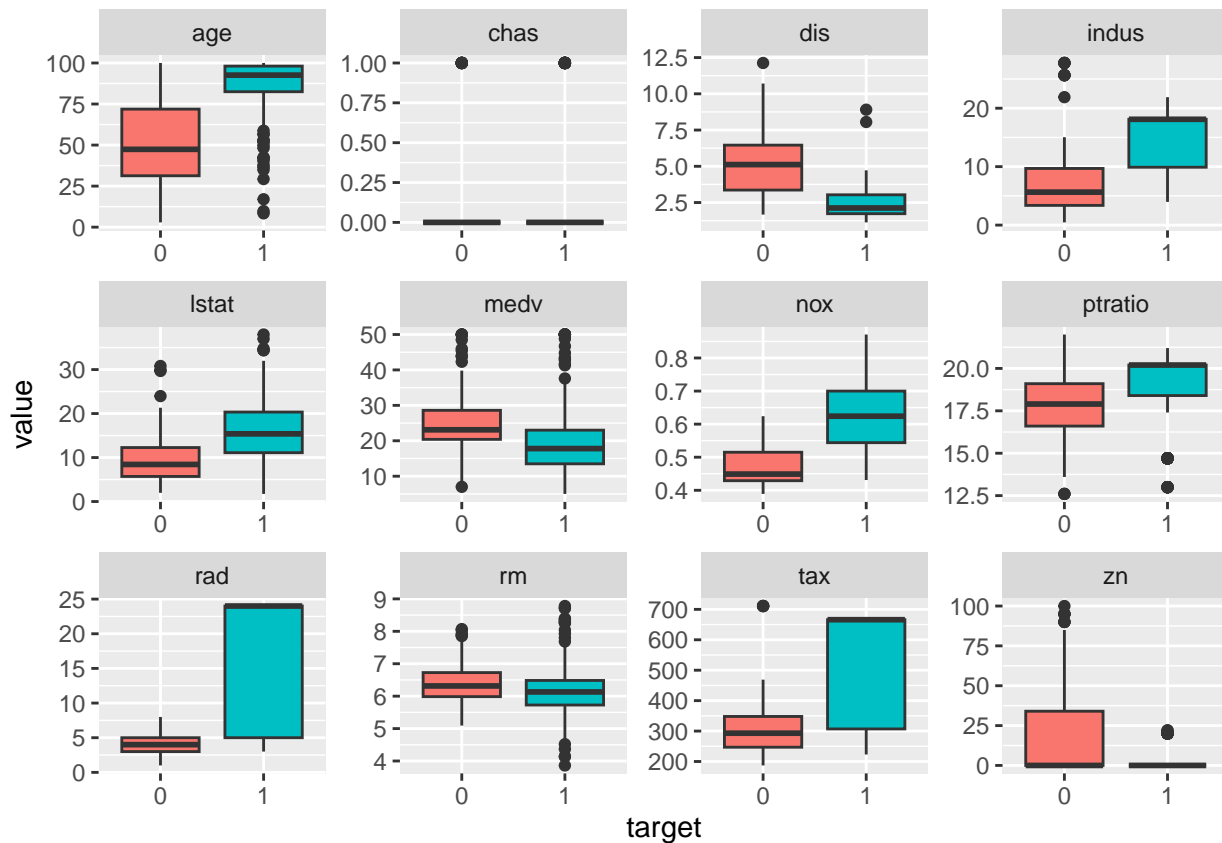 age chas dis indus
100 75 50 25 0
1.00 0.75 0.50 0.25 0.00
12.5 10.0 7.5 5.0 2.5
20 10 0
0 1 0 1 0 1 0 1
lstat medv nox ptratio
30 20 10 0
50 40 30 20 10
0.8 0.7 0.6 0.5 0.4
20.0 17.5 15.0 12.5
0 1 0 1 0 1 0 1
value
rad rm tax zn
25 20 15 10 5 0
9 8 7 6 5 4
700 600 500 400 300 200
100 75 50 25 0
0 1 0 1 0 1 0 1
target